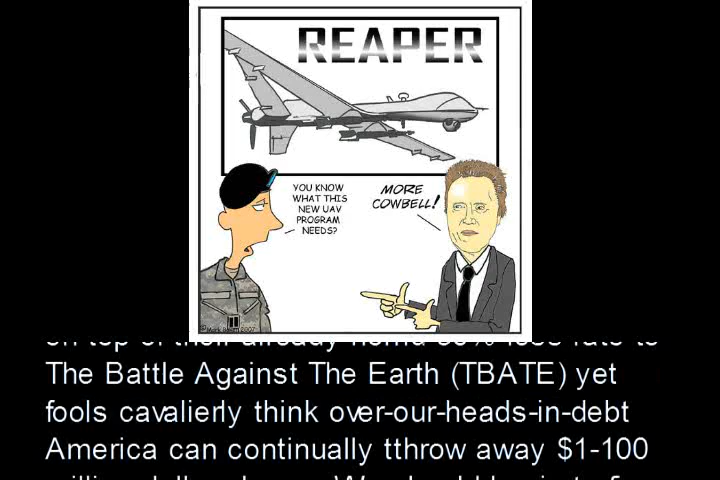 REAPER
YOU KNOW
WHAT THIS
NEW UAV
PROGRAM
NEEDS?
MORE
COWBELL!
The Battle Against The Earth (TBATE) yet
fools cavalierly think over-our-heads-in-debt
America can continually tthrow away $1-100